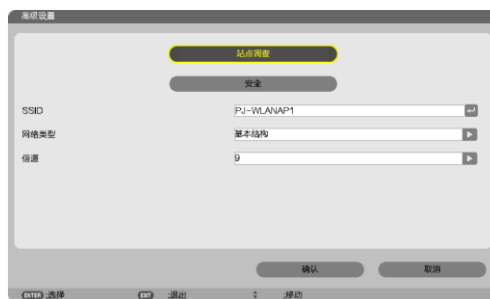 高级设置
站点调查
安全
SSID PJ-WLANAP1
网络类型 基本结构
信道 9
确认 取消
ENTER :选择 EXIT :退出 :移动